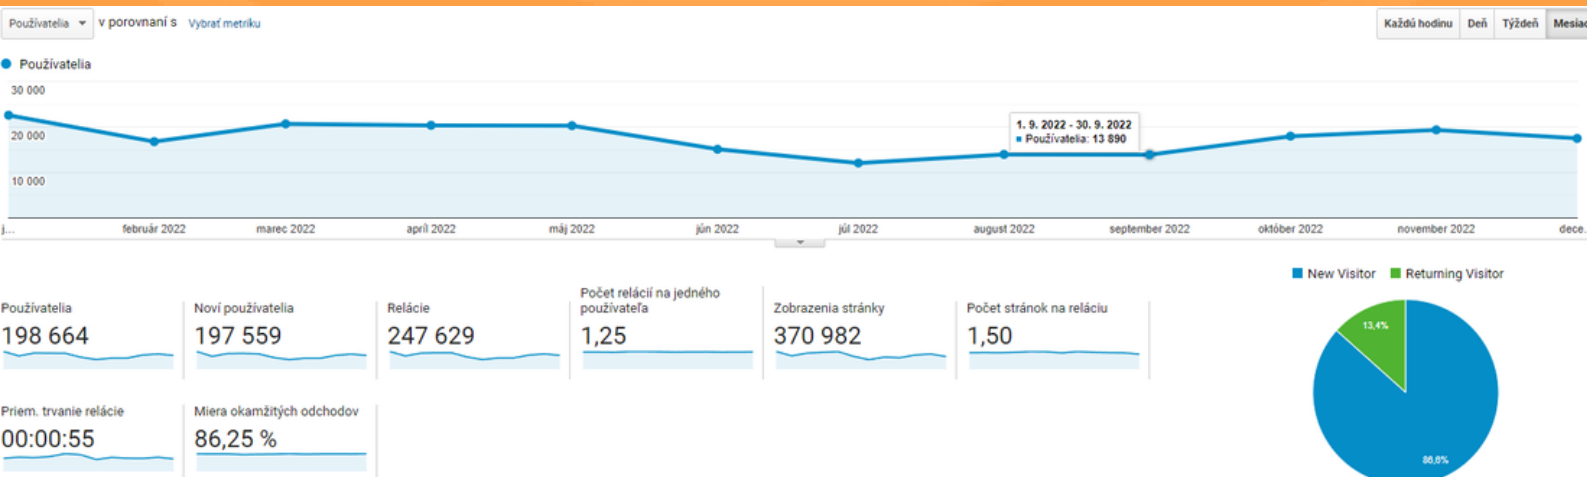 Používatelia v porovnaní s Vybrať metriku
Každú hodinu Deň Týždeň Mesiac
Používatelia
30 000
20 000
10 000
1. 9. 2022 - 30. 9. 2022
Používatelia: 13 890
j... február 2022 marec 2022 apríl 2022 máj 2022 jún 2022 júl 2022 august 2022 september 2022 október 2022 november 2022 dece...
New Visitor Returning Visitor
Používatelia
198 664
Noví používatelia
197 559
Relácie
247 629
Počet relácií na jedného
používateľa
1,25
Zobrazenia stránky
370 982
Počet stránok na reláciu
1,50
13,4%
86,6%
Priem. trvanie relácie
00:00:55
Miera okamžitých odchodov
86,25 %